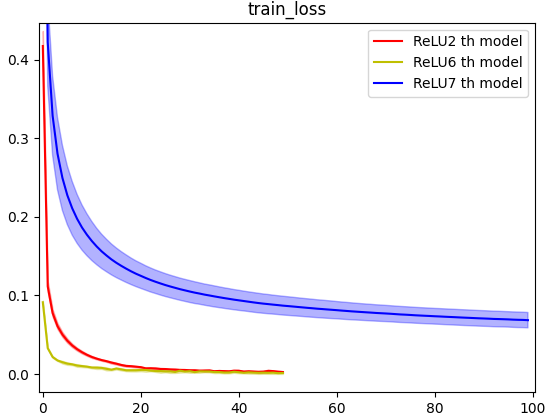 train_loss
ReLU2 th model
ReLU6 th model
ReLU7 th model
0.4
0.3
0.2
0.1
0.0
0 20 40 60 80 100